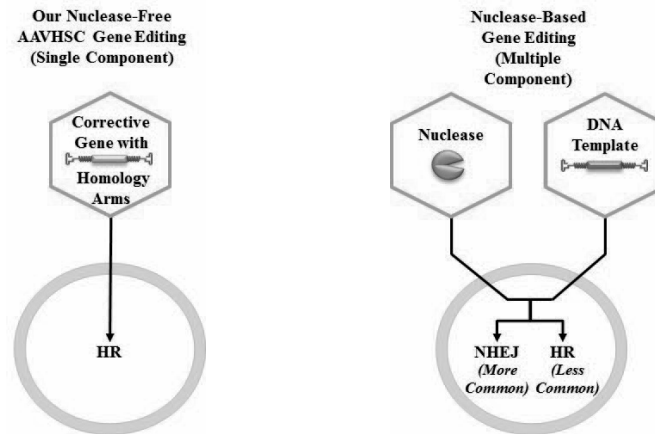 Our Nuclease-Free
AAVHSC Gene Editing
(Single Component)
Corrective
Gene with
Homology
Arms
HR
Nuclease-Based
Gene Editing
(Multiple
Component)
Nuclease
DNA
Template
NHEJ
(More
Common)
HR
(Less
Common)